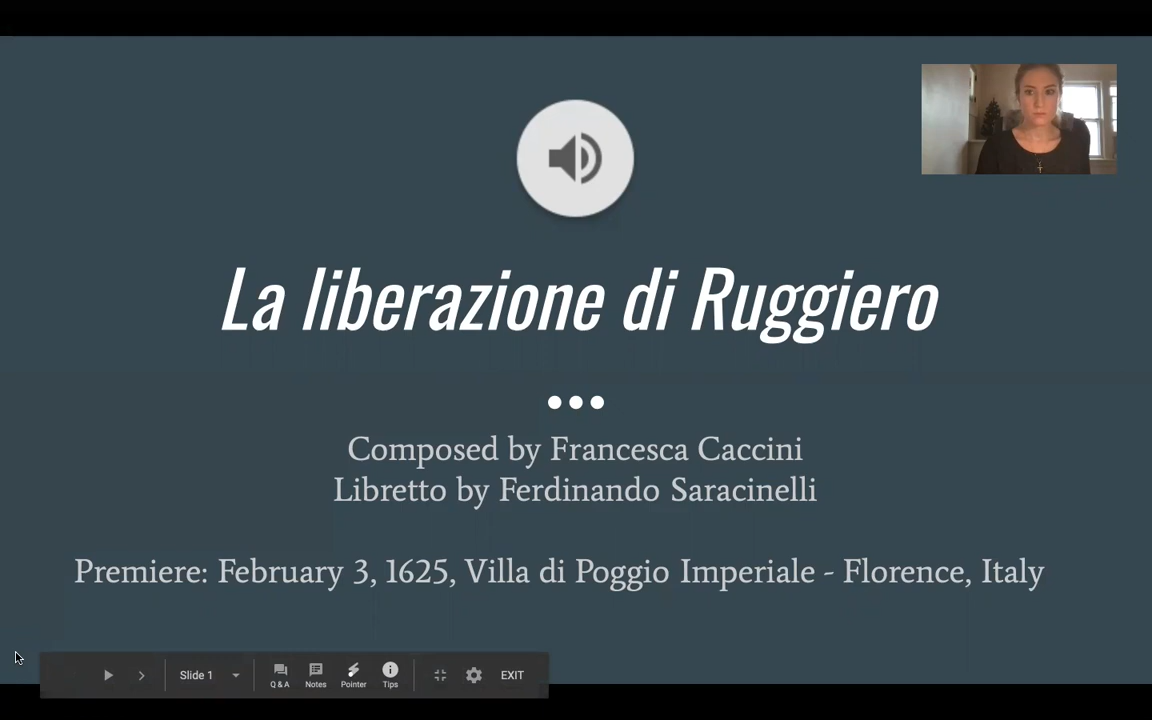 La liberazione di Ruggiero
Composed by Francesca Caccini
Libretto by Ferdinando Saracinelli
Premiere: February 3, 1625, Villa di Poggio Imperiale - Florence, Italy
Slide 1
Q & A
Notes
Pointer
Tips
EXIT